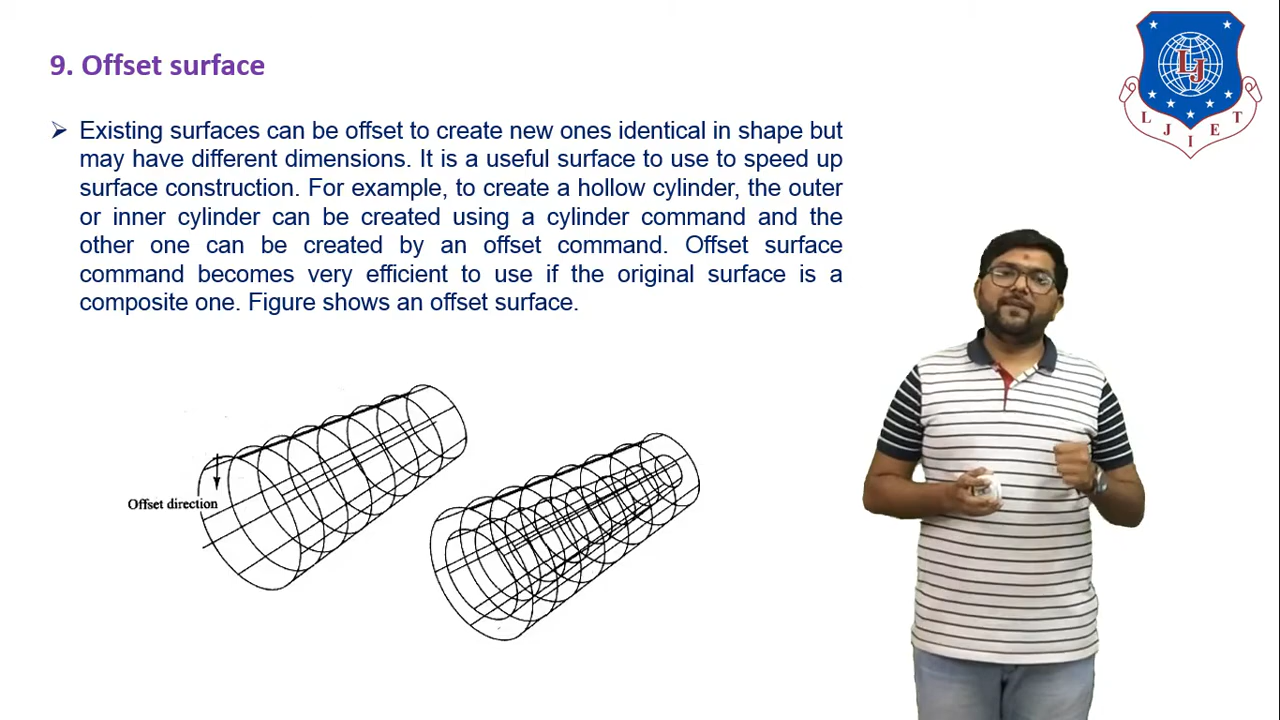 9. Offset surface
➢ Existing surfaces can be offset to create new ones identical in shape but
may have different dimensions. It is a useful surface to use to speed up
surface construction. For example, to create a hollow cylinder, the outer
or inner cylinder can be created using a cylinder command and the
other one can be created by an offset command. Offset surface
command becomes very efficient to use if the original surface is a
composite one. Figure shows an offset surface.
Offset direction
LJ
L J I E T